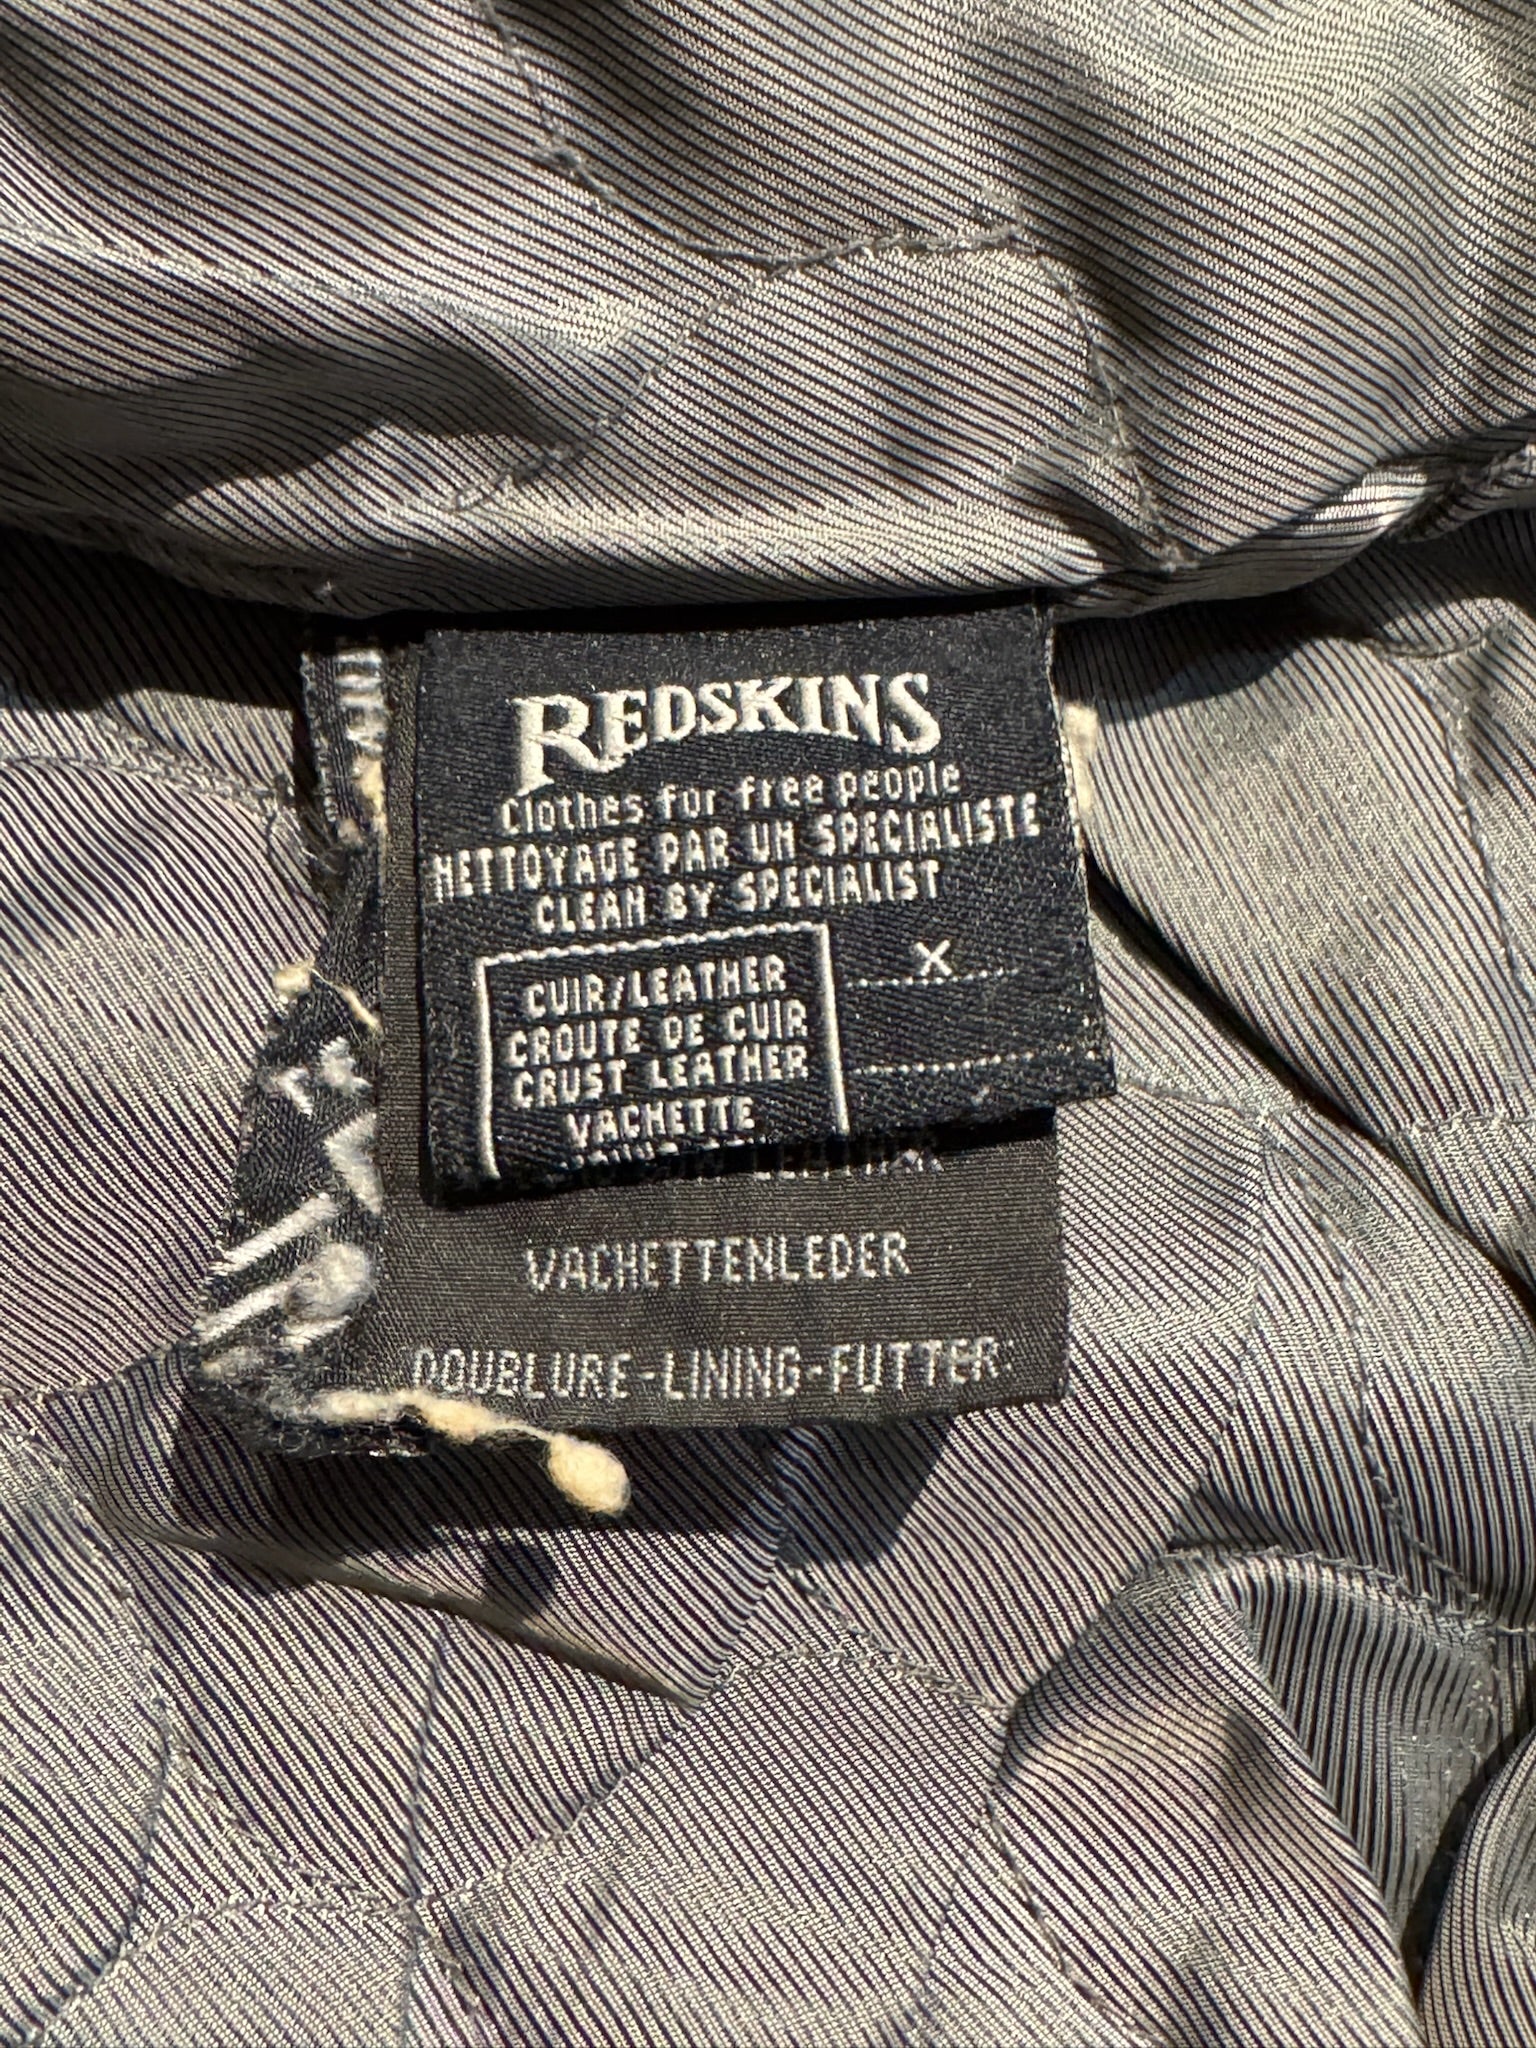 REDSKINS
Clothes for free people
NETTOYAGE PAR UN SPECIALISTE
CLEAN BY SPECIALIST
CUIR/LEATHER X
CROUTE DE CUIR
CRUST LEATHER
VACHETTE
LEATHER
VACHETTENLEDER
DOUBLURE-LINING-FUTTER: